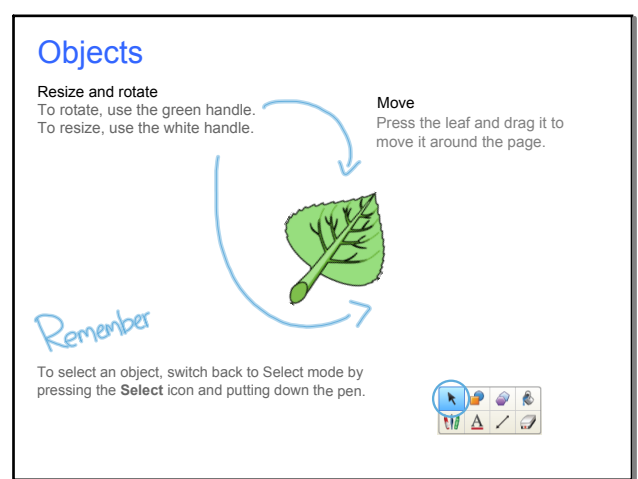 Objects
Resize and rotate
To rotate, use the green handle.
To resize, use the white handle.
Move
Press the leaf and drag it to
move it around the page.
Remember
To select an object, switch back to Select mode by
pressing the Select icon and putting down the pen.
A